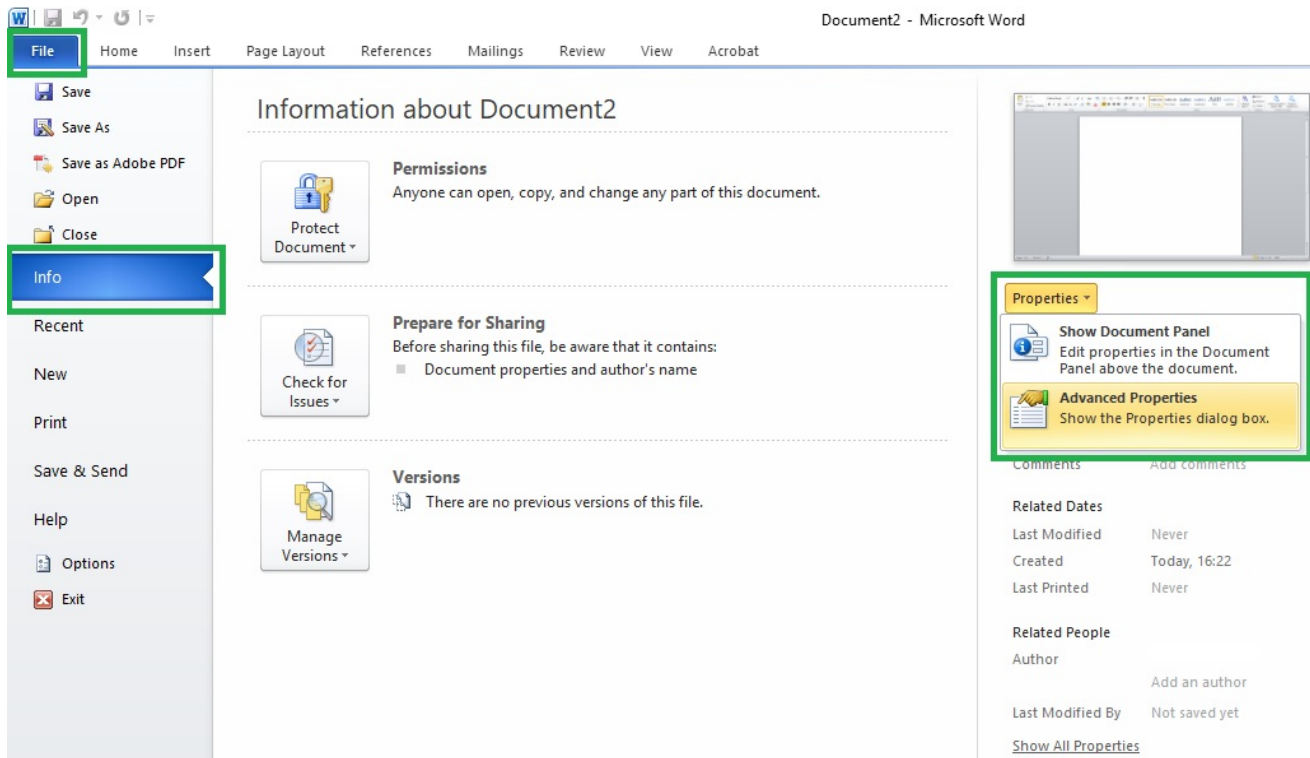 Document2 - Microsoft Word
File Home Insert Page Layout References Mailings Review View Acrobat
Save
Save As
Save as Adobe PDF
Open
Close
Info
Recent
New
Print
Save & Send
Help
Options
Exit
Information about Document2
Protect
Document
Permissions
Anyone can open, copy, and change any part of this document.
Check for
Issues
Prepare for Sharing
Before sharing this file, be aware that it contains:
Document properties and author's name
Manage
Versions
Versions
There are no previous versions of this file.
Properties
Show Document Panel
Edit properties in the Document
Panel above the document.
Advanced Properties
Show the Properties dialog box.
Comments Add comments
Related Dates
Last Modified Never
Created Today, 16:22
Last Printed Never
Related People
Author
Add an author
Last Modified By Not saved yet
Show All Properties